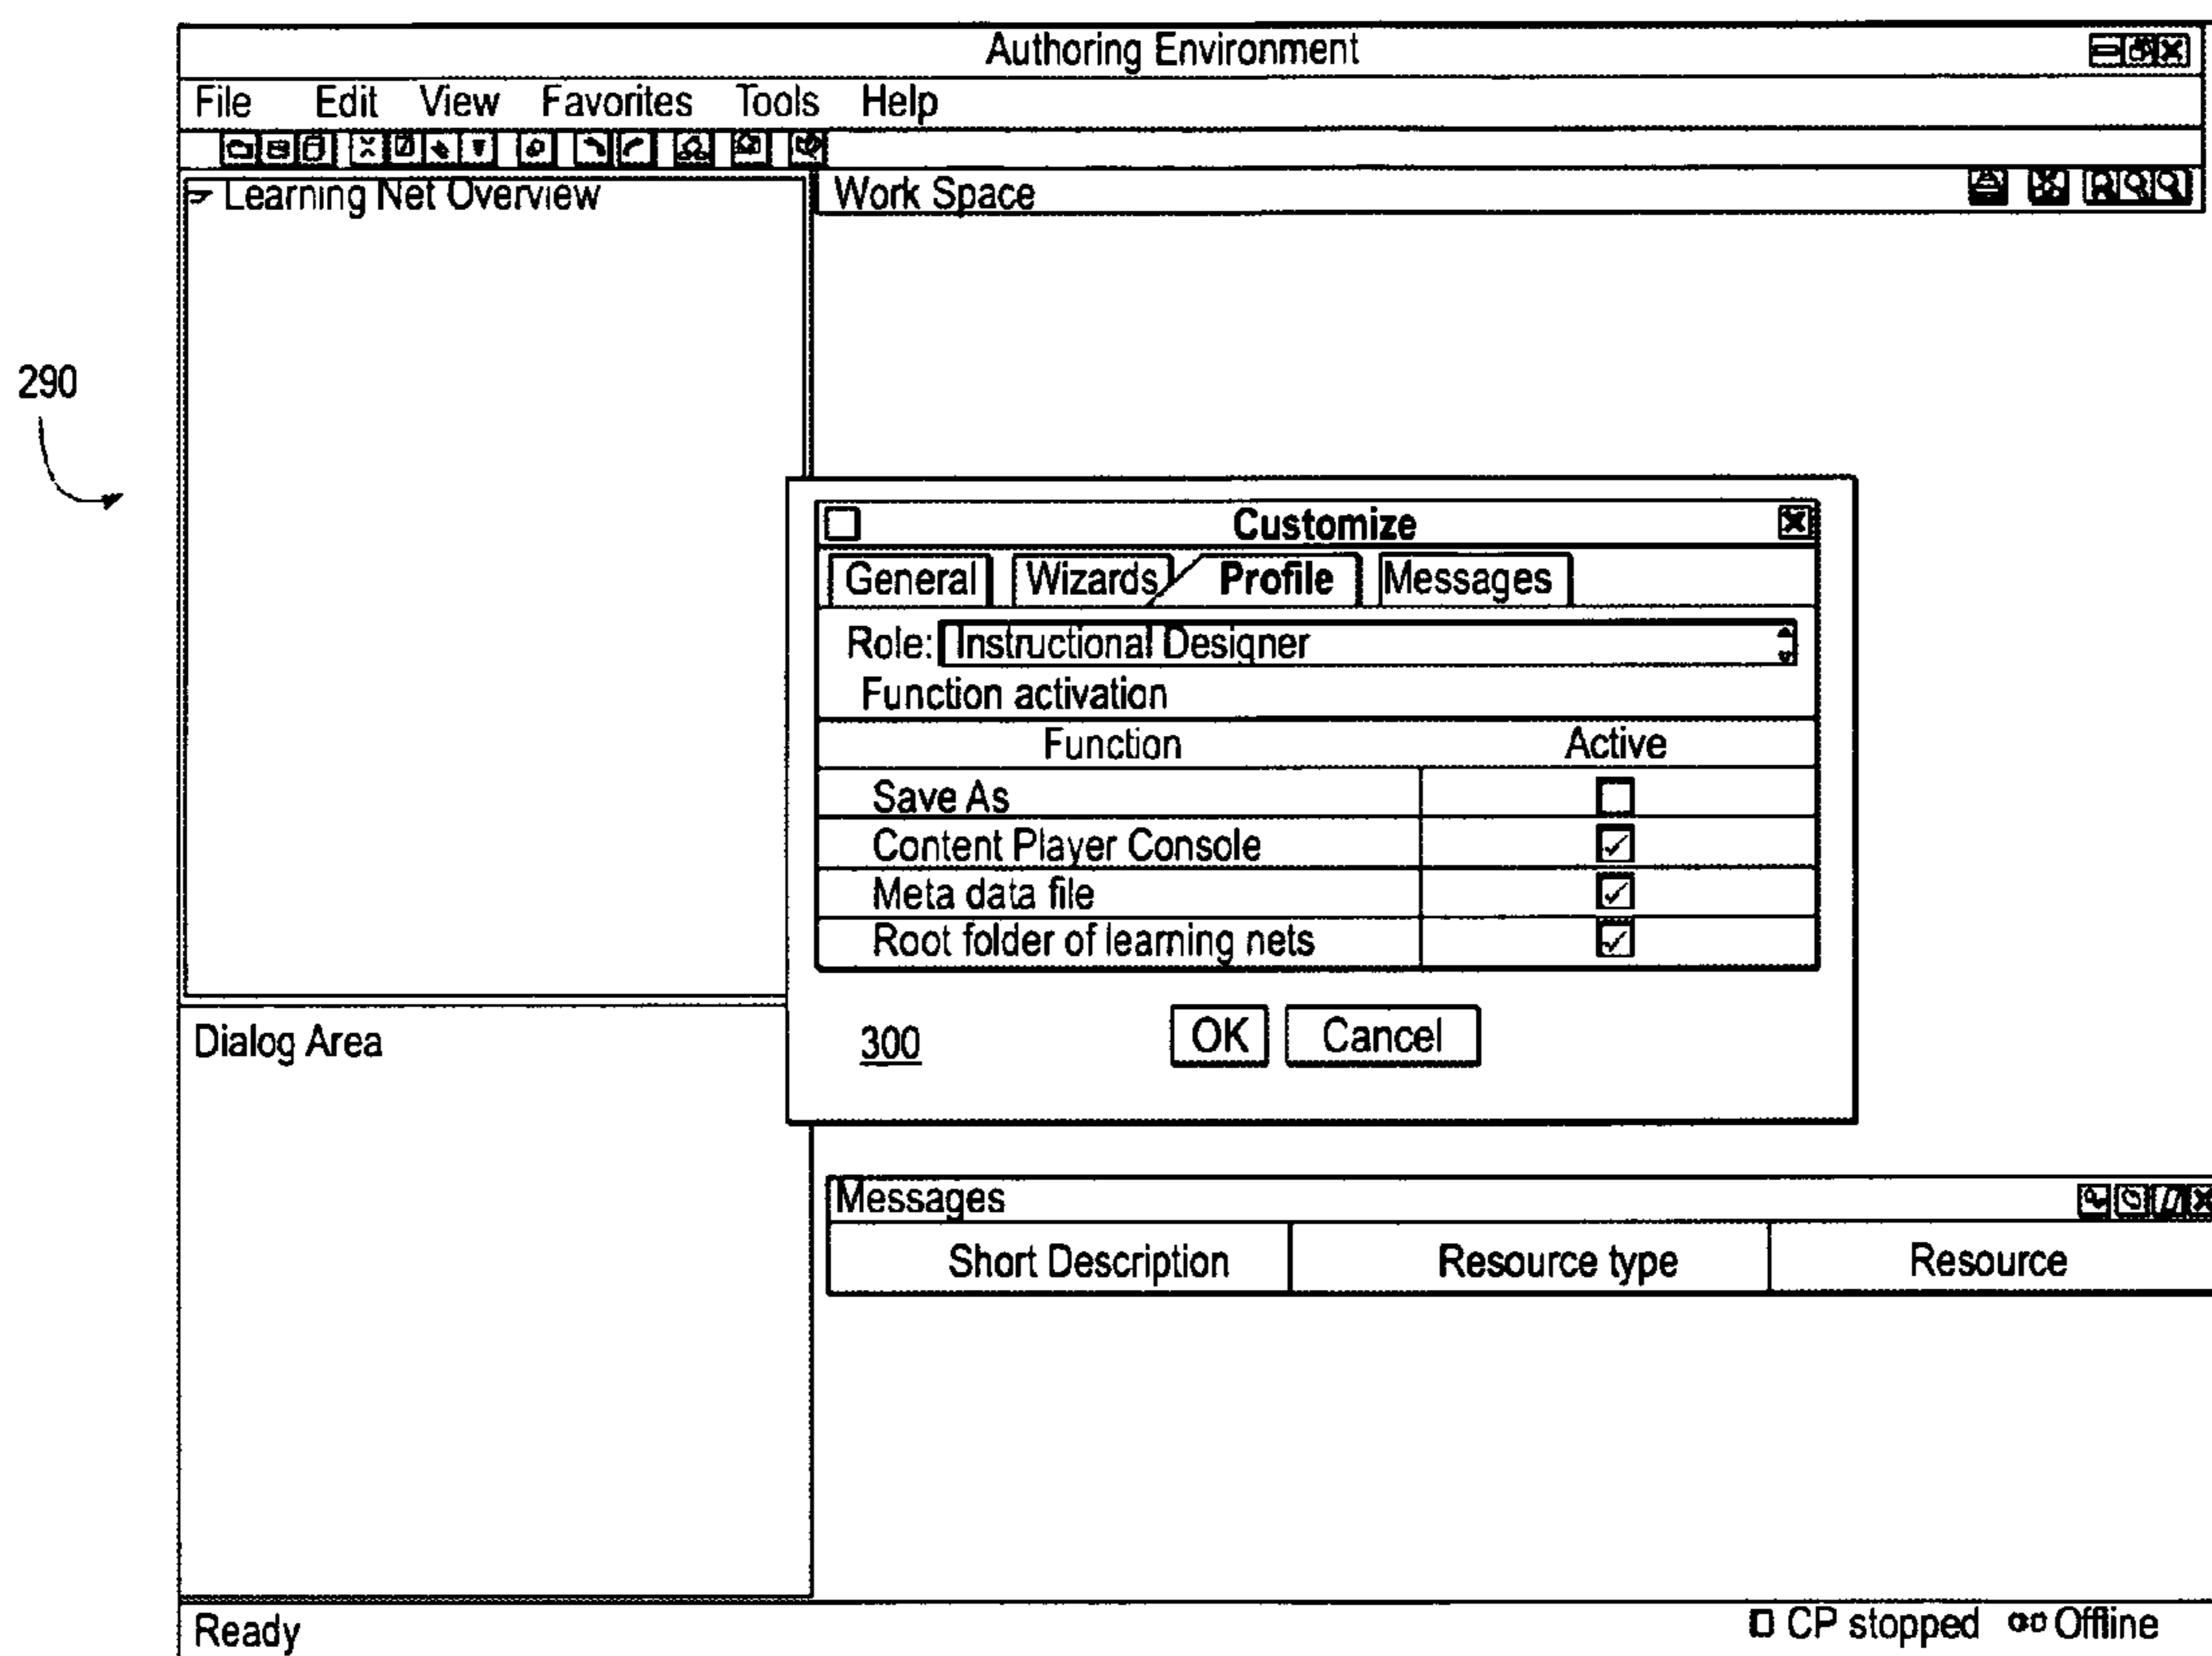 Authoring Environment
File Edit View Favorites Tools Help
Learning Net Overview
Work Space
290
Customize
General Wizards Profile Messages
Role: Instructional Designer
Function activation
Function Active
Save As
Content Player Console
Meta data file
Root folder of learning nets
Dialog Area
300
OK Cancel
Messages
Short Description Resource type Resource
Ready
CP stopped Offline